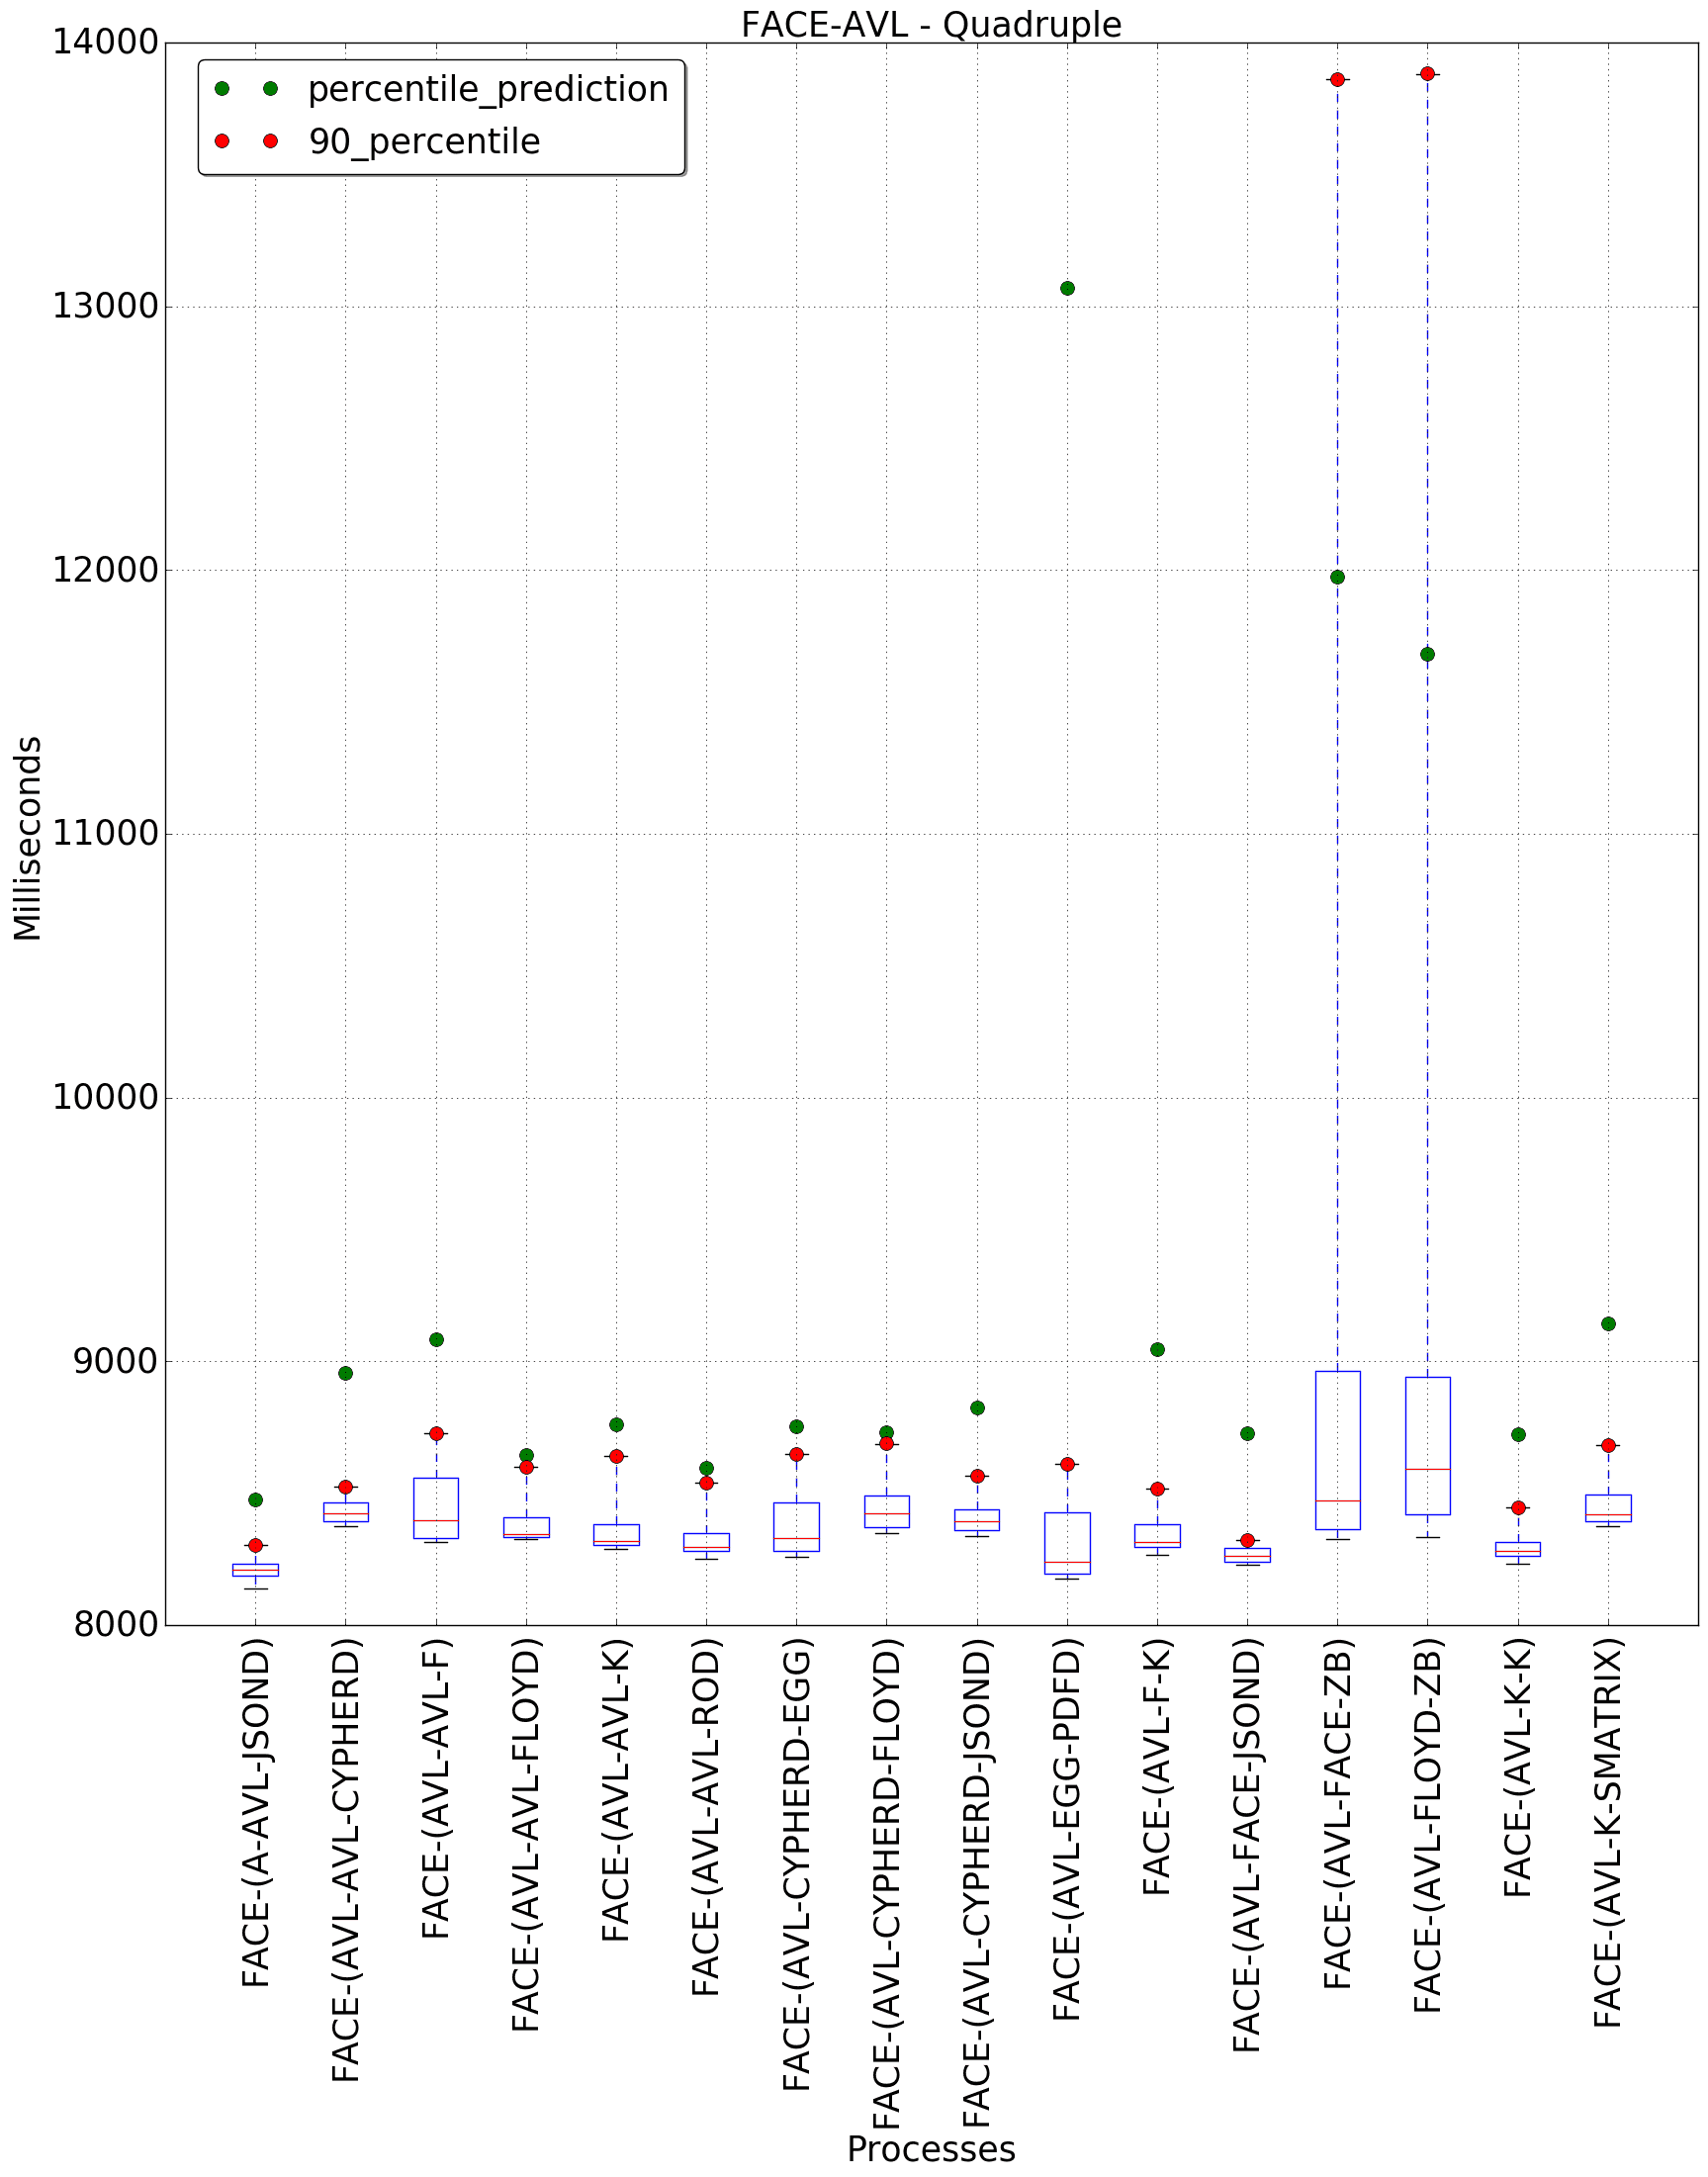 FACE-AVL - Quadruple
percentile_prediction
90_percentile
14000
13000
12000
11000
10000
9000
8000
Milliseconds
FACE-(A-AVL-JSOND)
FACE-(AVL-AVL-CYPHERD)
FACE-(AVL-AVL-F)
FACE-(AVL-AVL-FLOYD)
FACE-(AVL-AVL-K)
FACE-(AVL-AVL-ROD)
FACE-(AVL-CYPHERD-EGG)
FACE-(AVL-CYPHERD-FLOYD)
FACE-(AVL-CYPHERD-JSOND)
FACE-(AVL-EGG-PDFD)
FACE-(AVL-F-K)
FACE-(AVL-FACE-JSOND)
FACE-(AVL-FACE-ZB)
FACE-(AVL-FLOYD-ZB)
FACE-(AVL-K-K)
FACE-(AVL-K-SMATRIX)
Processes